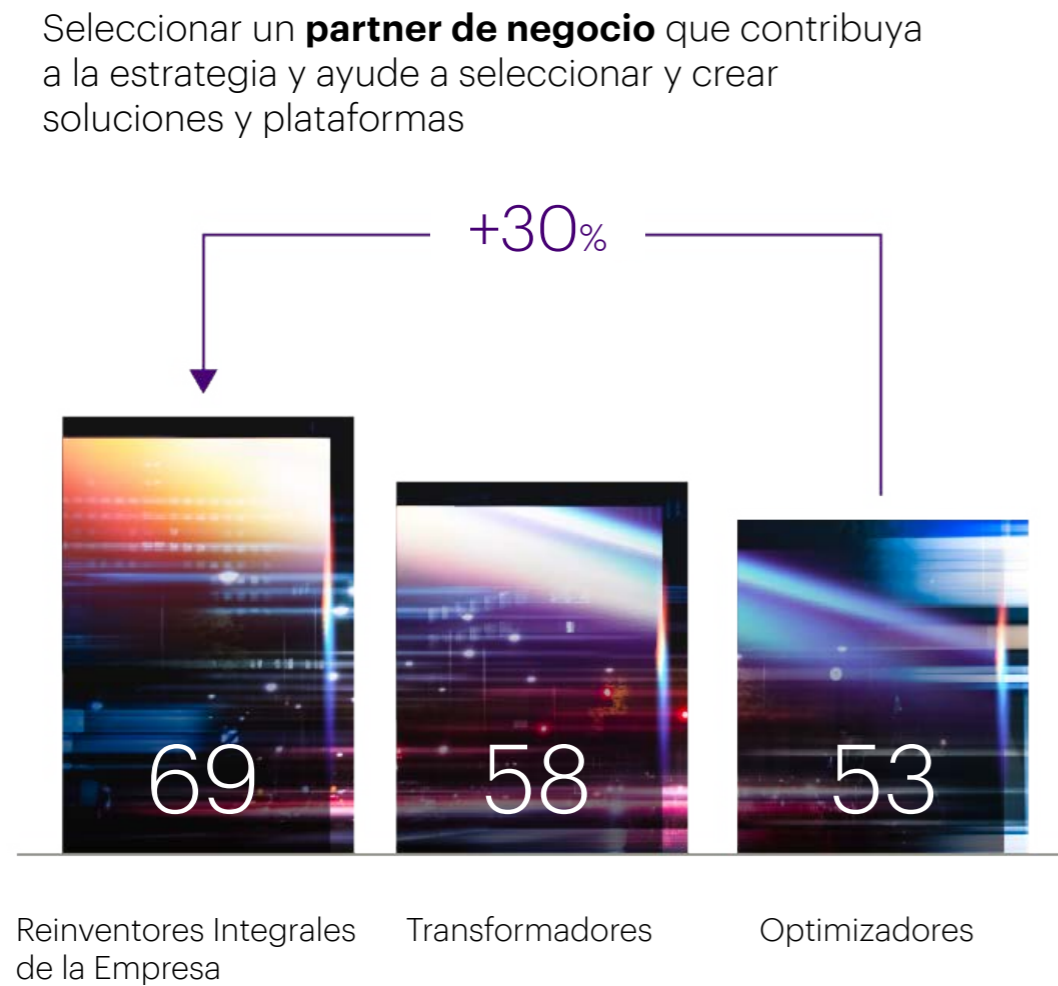 Seleccionar un partner de negocio que contribuya
a la estrategia y ayude a seleccionar y crear
soluciones y plataformas
+30%
69
58
53
Reinventores Integrales
de la Empresa
Transformadores
Optimizadores